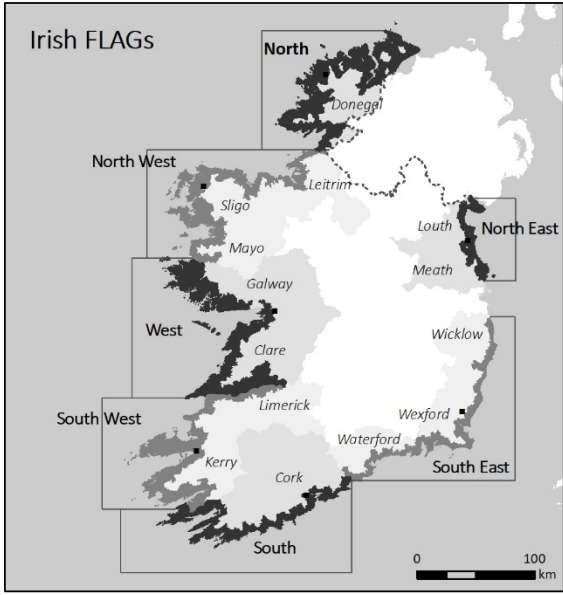 Irish FLAGs
North
Donegal
North West
Leitrim
Sligo
Louth
North East
Mayo
Meath
Galway
West
Wicklow
Clare
Limerick
Wexford
South West
Waterford
Kerry
South East
Cork
South
0 100
km